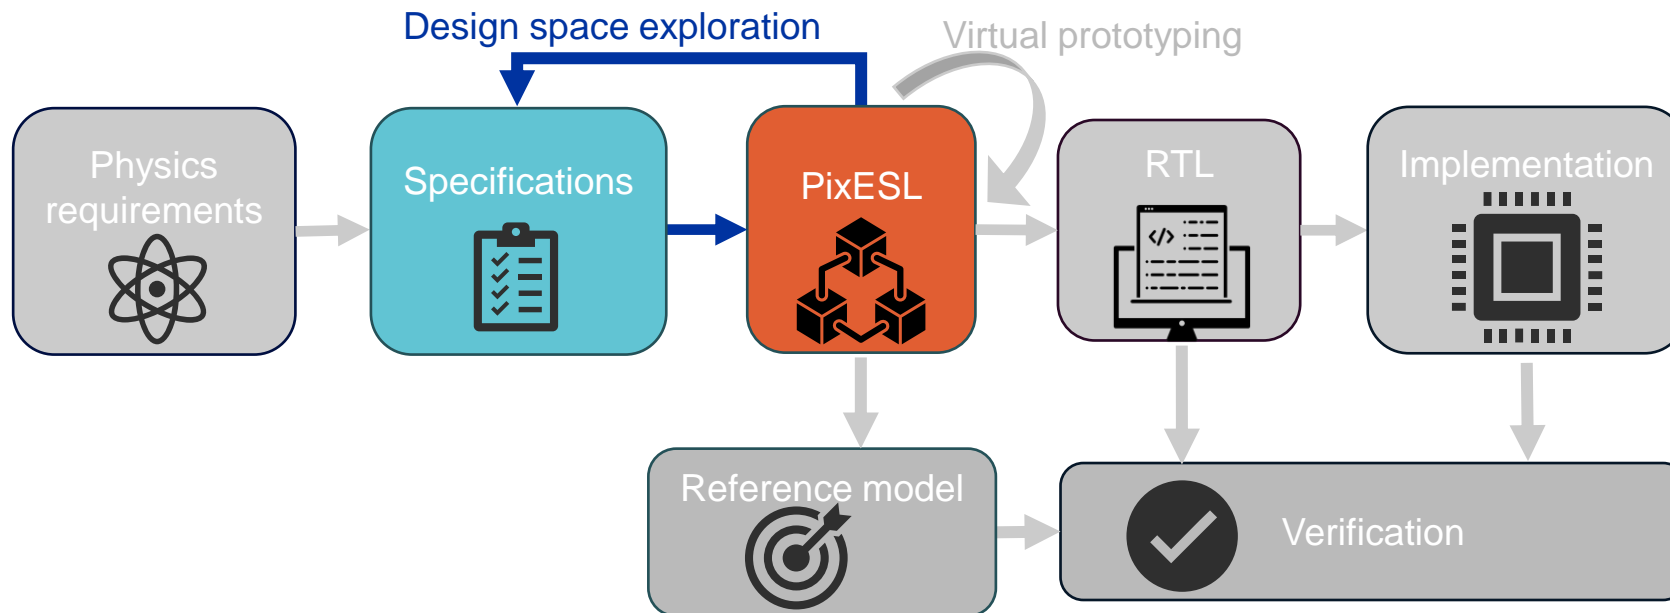 Design space exploration
Virtual prototyping
Physics
requirements
Specifications
PixESL
RTL
Implementation
</>
Reference model
Verification